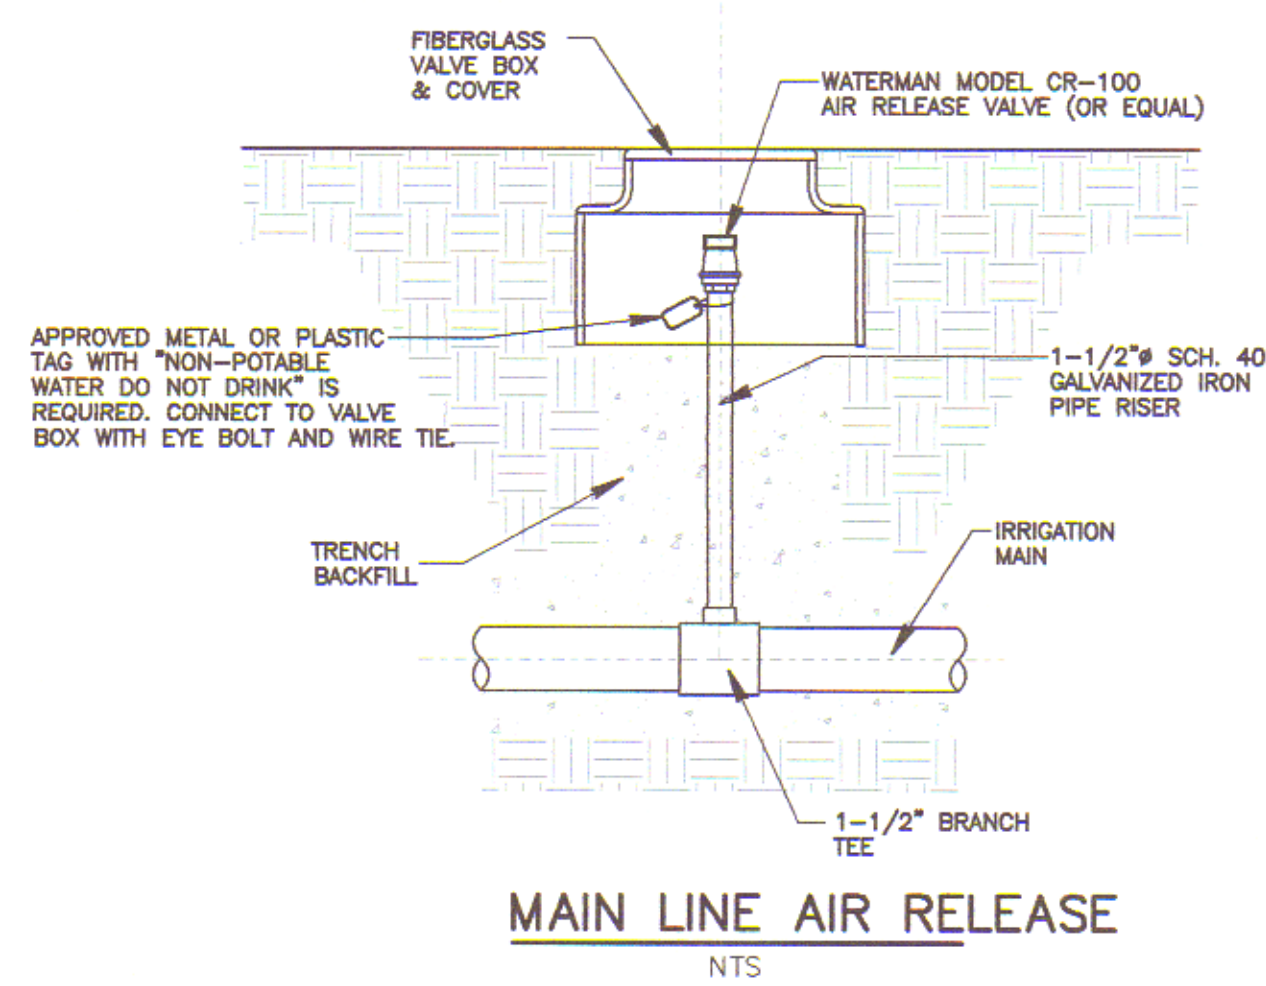 FIBERGLASS
VALVE BOX
& COVER
WATERMAN MODEL CR-100
AIR RELEASE VALVE (OR EQUAL)
APPROVED METAL OR PLASTIC
TAG WITH "NON-POTABLE
WATER DO NOT DRINK" IS
REQUIRED. CONNECT TO VALVE
BOX WITH EYE BOLT AND WIRE TIE.
1-1/2"ø SCH. 40
GALVANIZED IRON
PIPE RISER
TRENCH
BACKFILL
IRRIGATION
MAIN
1-1/2" BRANCH
TEE
MAIN LINE AIR RELEASE
NTS